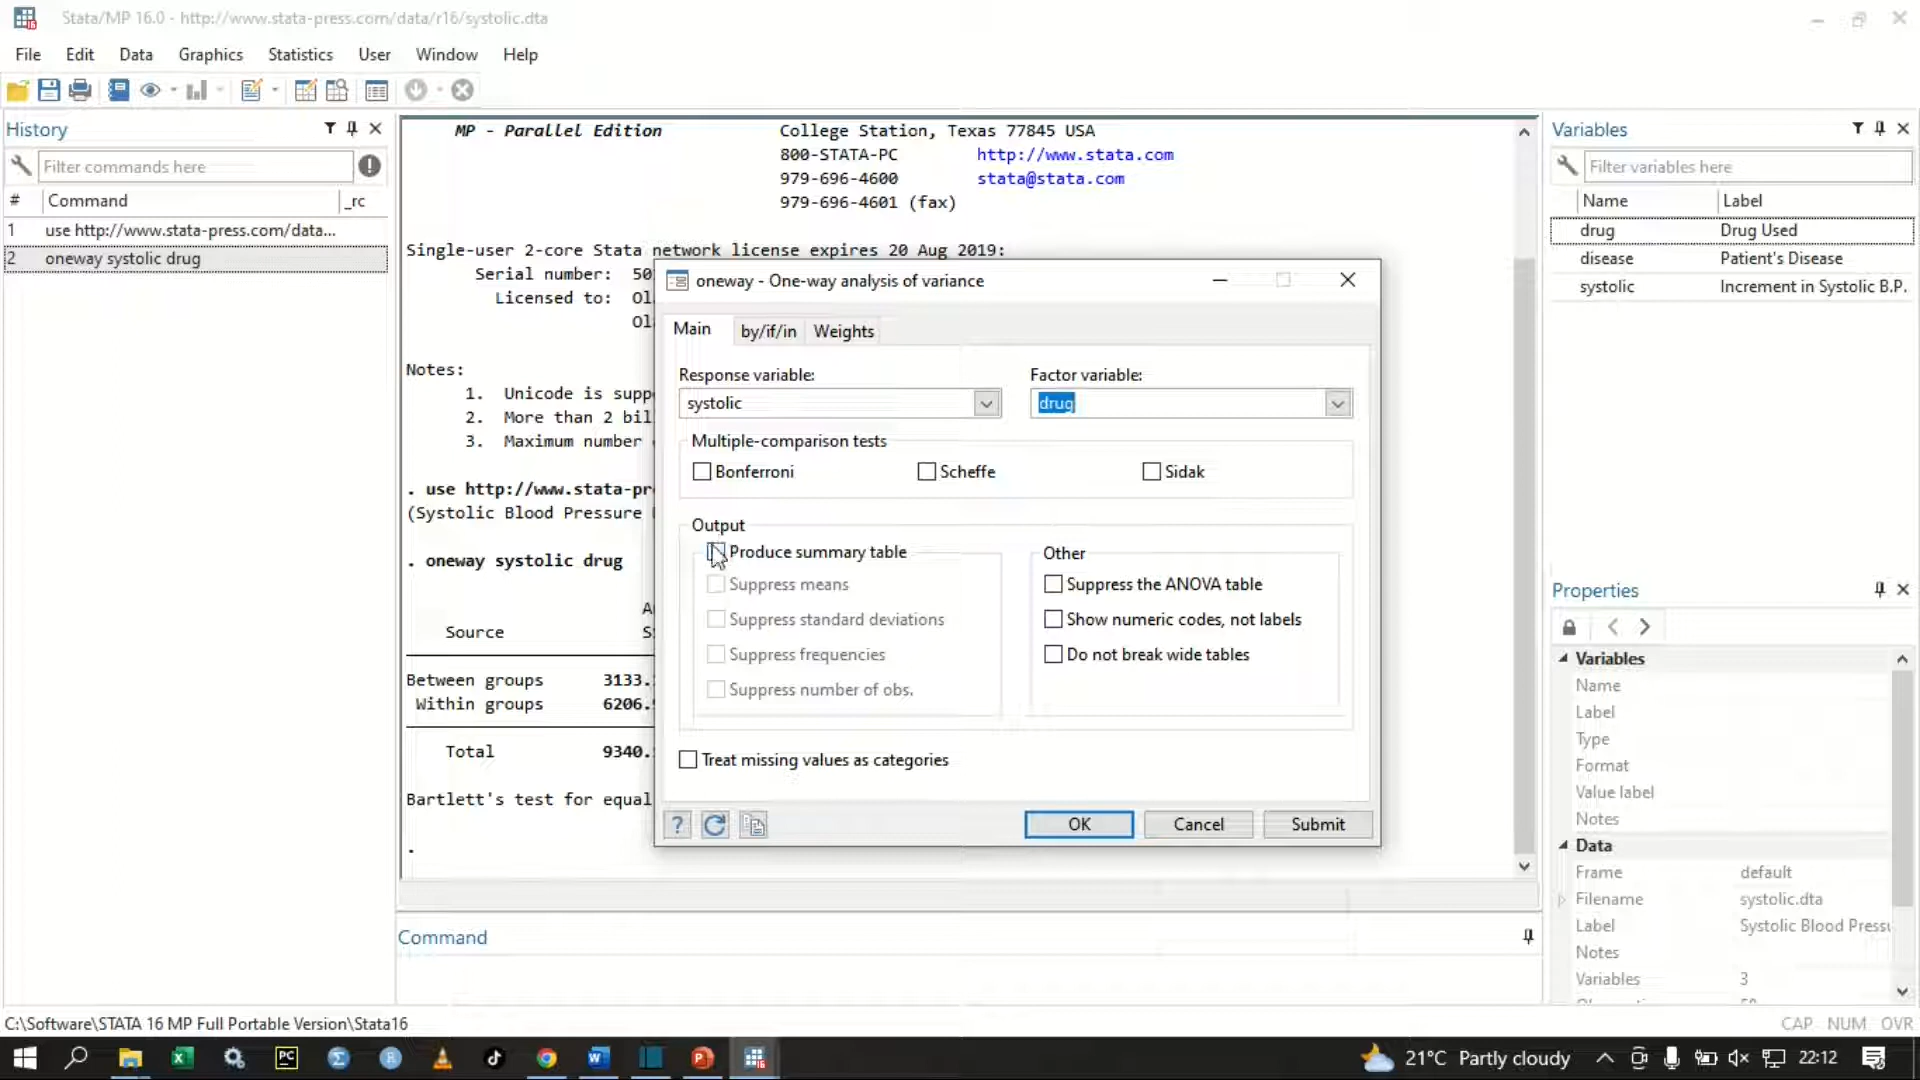 Stata/MP 16.0 - http://www.stata-press.com/data/r16/systolic.dta
File Edit Data Graphics Statistics User Window Help
History
Filter commands here
# Command _rc
1 use http://www.stata-press.com/data...
2 oneway systolic drug
MP - Parallel Edition College Station, Texas 77845 USA
800-STATA-PC http://www.stata.com
979-696-4600 stata@stata.com
979-696-4601 (fax)
Single-user 2-core Stata network license expires 20 Aug 2019:
Serial number: 50
Licensed to: Ol
Ol
Notes:
1. Unicode is supp
2. More than 2 bil
3. Maximum number
. use http://www.stata-pr
(Systolic Blood Pressure
. oneway systolic drug
Source
Between groups 3133.
Within groups 6206.
Total 9340.
Bartlett's test for equal
.
oneway - One-way analysis of variance
Main by/if/in Weights
Response variable: Factor variable:
systolic drug
Multiple-comparison tests
Bonferroni Scheffe Sidak
Output
Produce summary table
Suppress means
Suppress standard deviations
Suppress frequencies
Suppress number of obs.
Other
Suppress the ANOVA table
Show numeric codes, not labels
Do not break wide tables
Treat missing values as categories
? OK Cancel Submit
Command
Variables
Filter variables here
Name Label
drug Drug Used
disease Patient's Disease
systolic Increment in Systolic B.P.
Properties
Variables
Name
Label
Type
Format
Value label
Notes
Data
Frame default
Filename systolic.dta
Label Systolic Blood Pressu
Notes
Variables 3
C:\Software\STATA 16 MP Full Portable Version\Stata16
CAP NUM OVR
21°C Partly cloudy 22:12